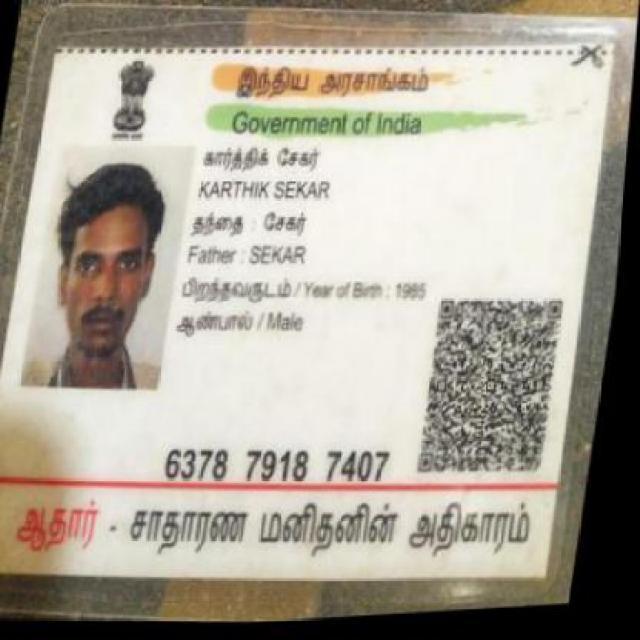 இந்திய அரசாங்கம்
Government of India
கார்த்திக் சேகர்
KARTHIK SEKAR
தந்தை : சேகர்
Father : SEKAR
பிறந்தவருடம் / Year of Birth : 1985
ஆண்பால் / Male
6378 7918 7407
ஆதார் - சாதாரண மனிதனின் அதிகாரம்